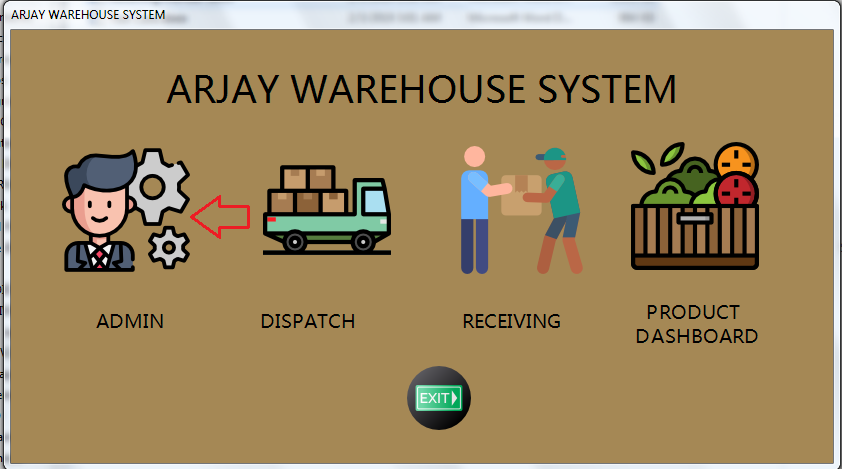 ARJAY WAREHOUSE SYSTEM
ARJAY WAREHOUSE SYSTEM
ADMIN
DISPATCH
RECEIVING
PRODUCT
DASHBOARD
EXIT